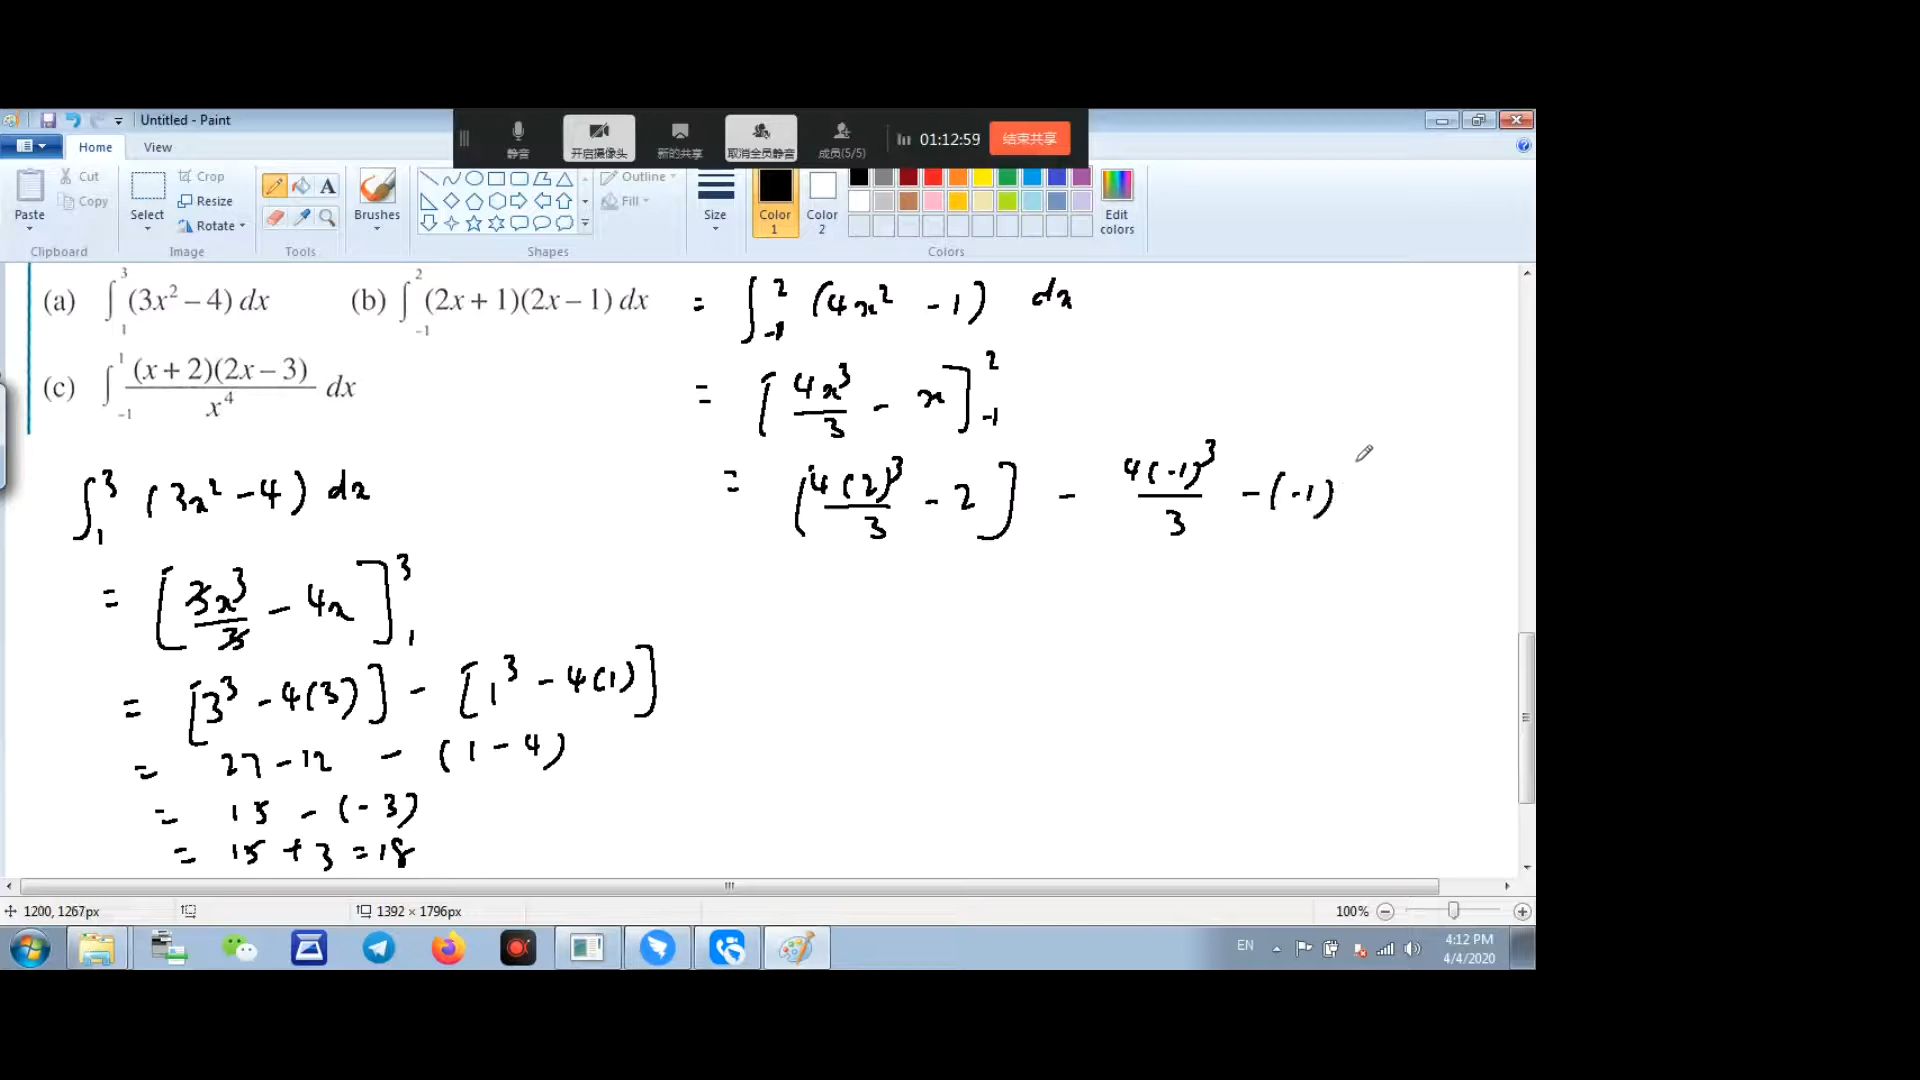 Untitled - Paint
静音
开启摄像头
新的共享
取消全员静音
成员(5/5)
01:12:59
结束共享
Home
View
Paste
Cut
Copy
Clipboard
Select
Crop
Resize
Rotate
Image
A
Tools
Brushes
Outline
Fill
Shapes
Size
Color 1
Color 2
Edit colors
Colors
(a) ∫₁³ (3x² – 4) dx (b) ∫₋₁² (2x + 1)(2x – 1) dx
(c) ∫₋₁¹ (x + 2)(2x – 3)/x⁴ dx
∫₁³ (3x² - 4) dx
= [3x³/3 - 4x]₁³
= [3³ - 4(3)] - [1³ - 4(1)]
= 27 - 12 - (1 - 4)
= 15 - (-3)
= 15 + 3 = 18
= ∫₋₁² (4x² - 1) dx
= [4x³/3 - x]₋₁²
= [4(2)³/3 - 2] - 4(-1)³/3 - (-1)
1200, 1267px
1392 × 1796px
100%
EN
4:12 PM
4/4/2020